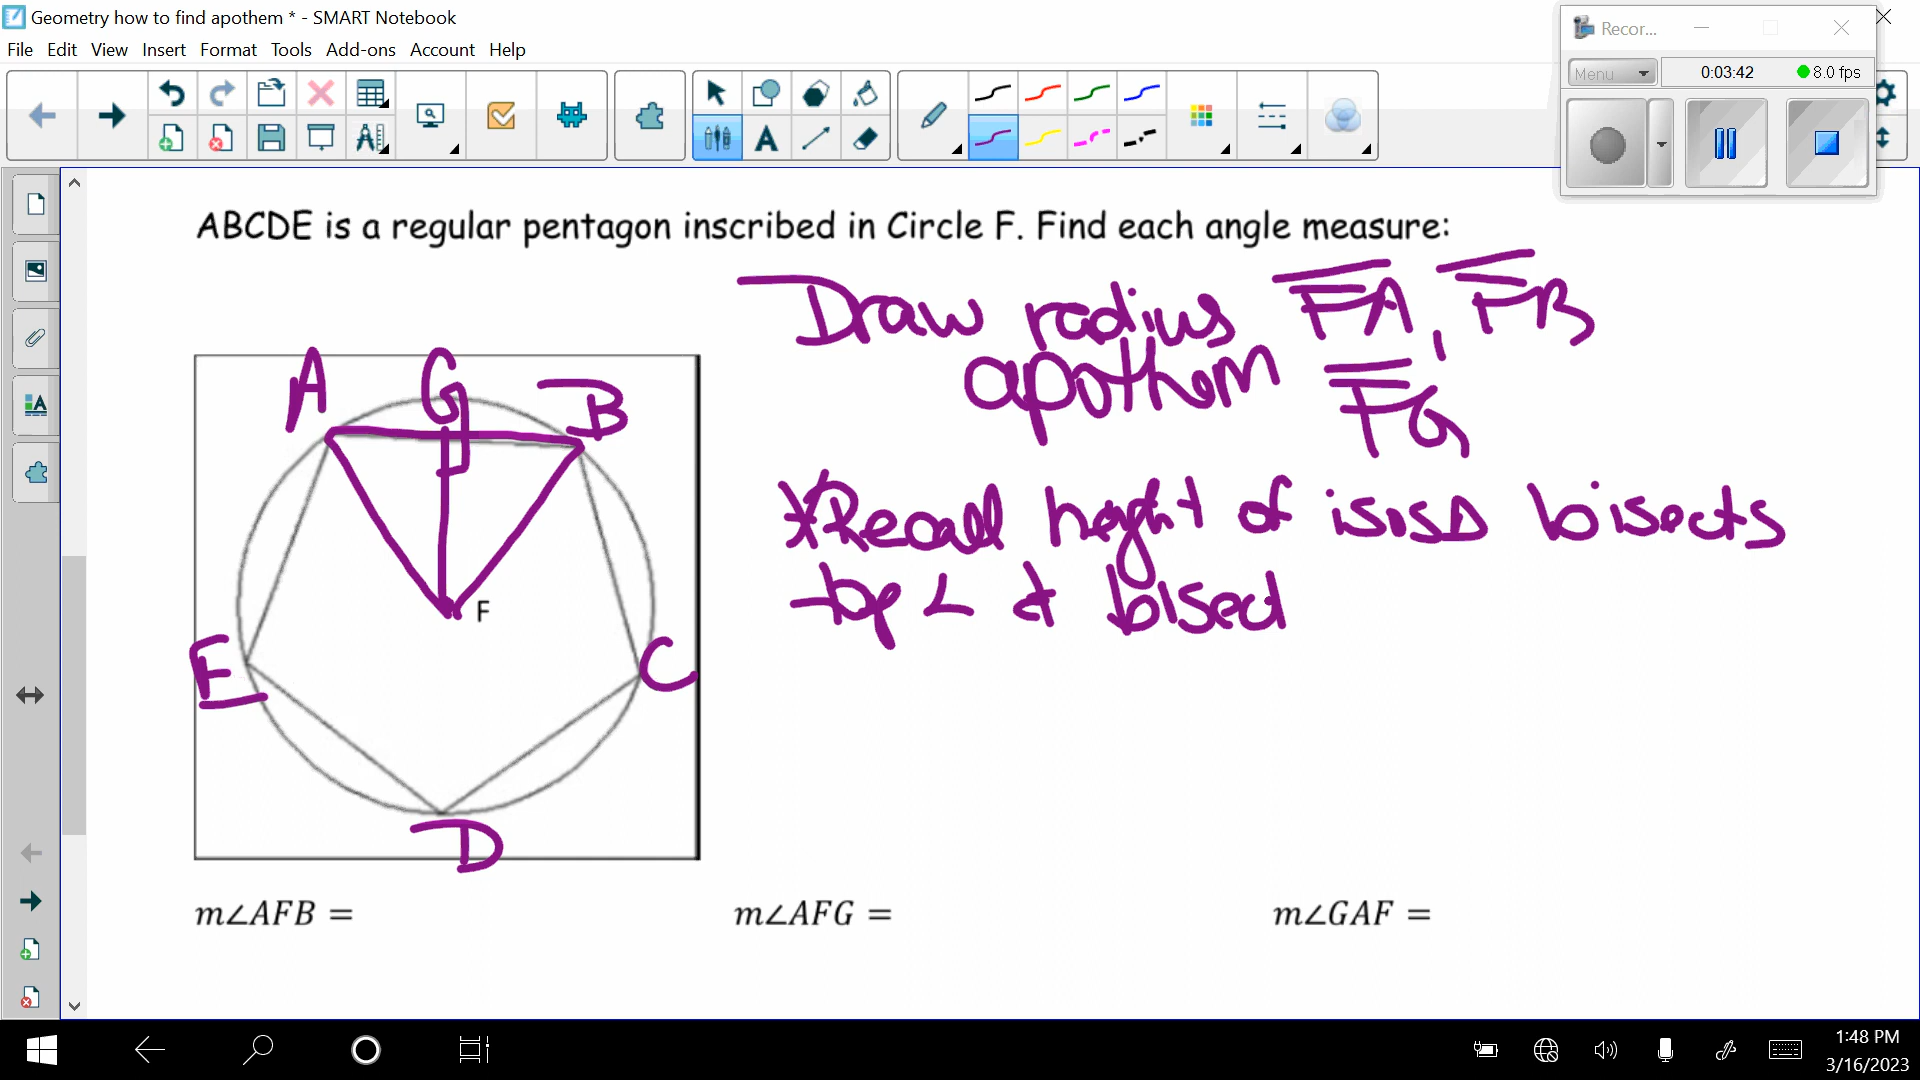 Geometry how to find apothem * - SMART Notebook
File Edit View Insert Format Tools Add-ons Account Help
Recor...
Menu 0:03:42 8.0 fps
ABCDE is a regular pentagon inscribed in Circle F. Find each angle measure:
Draw radius FA, FB
apothem FG
*Recall height of isos Δ bisects
top ∠ & bisect
A G B
F
E C
D
m∠AFB =
m∠AFG =
m∠GAF =
1:48 PM
3/16/2023